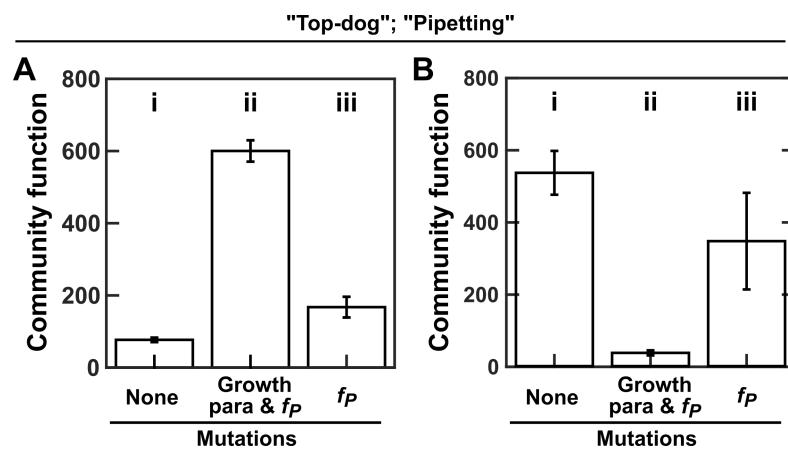 "Top-dog"; "Pipetting"
A
Community function
800
600
400
200
0
i
ii
iii
None
Growth
para & fP
fP
Mutations
B
Community function
800
600
400
200
0
i
ii
iii
None
Growth
para & fP
fP
Mutations